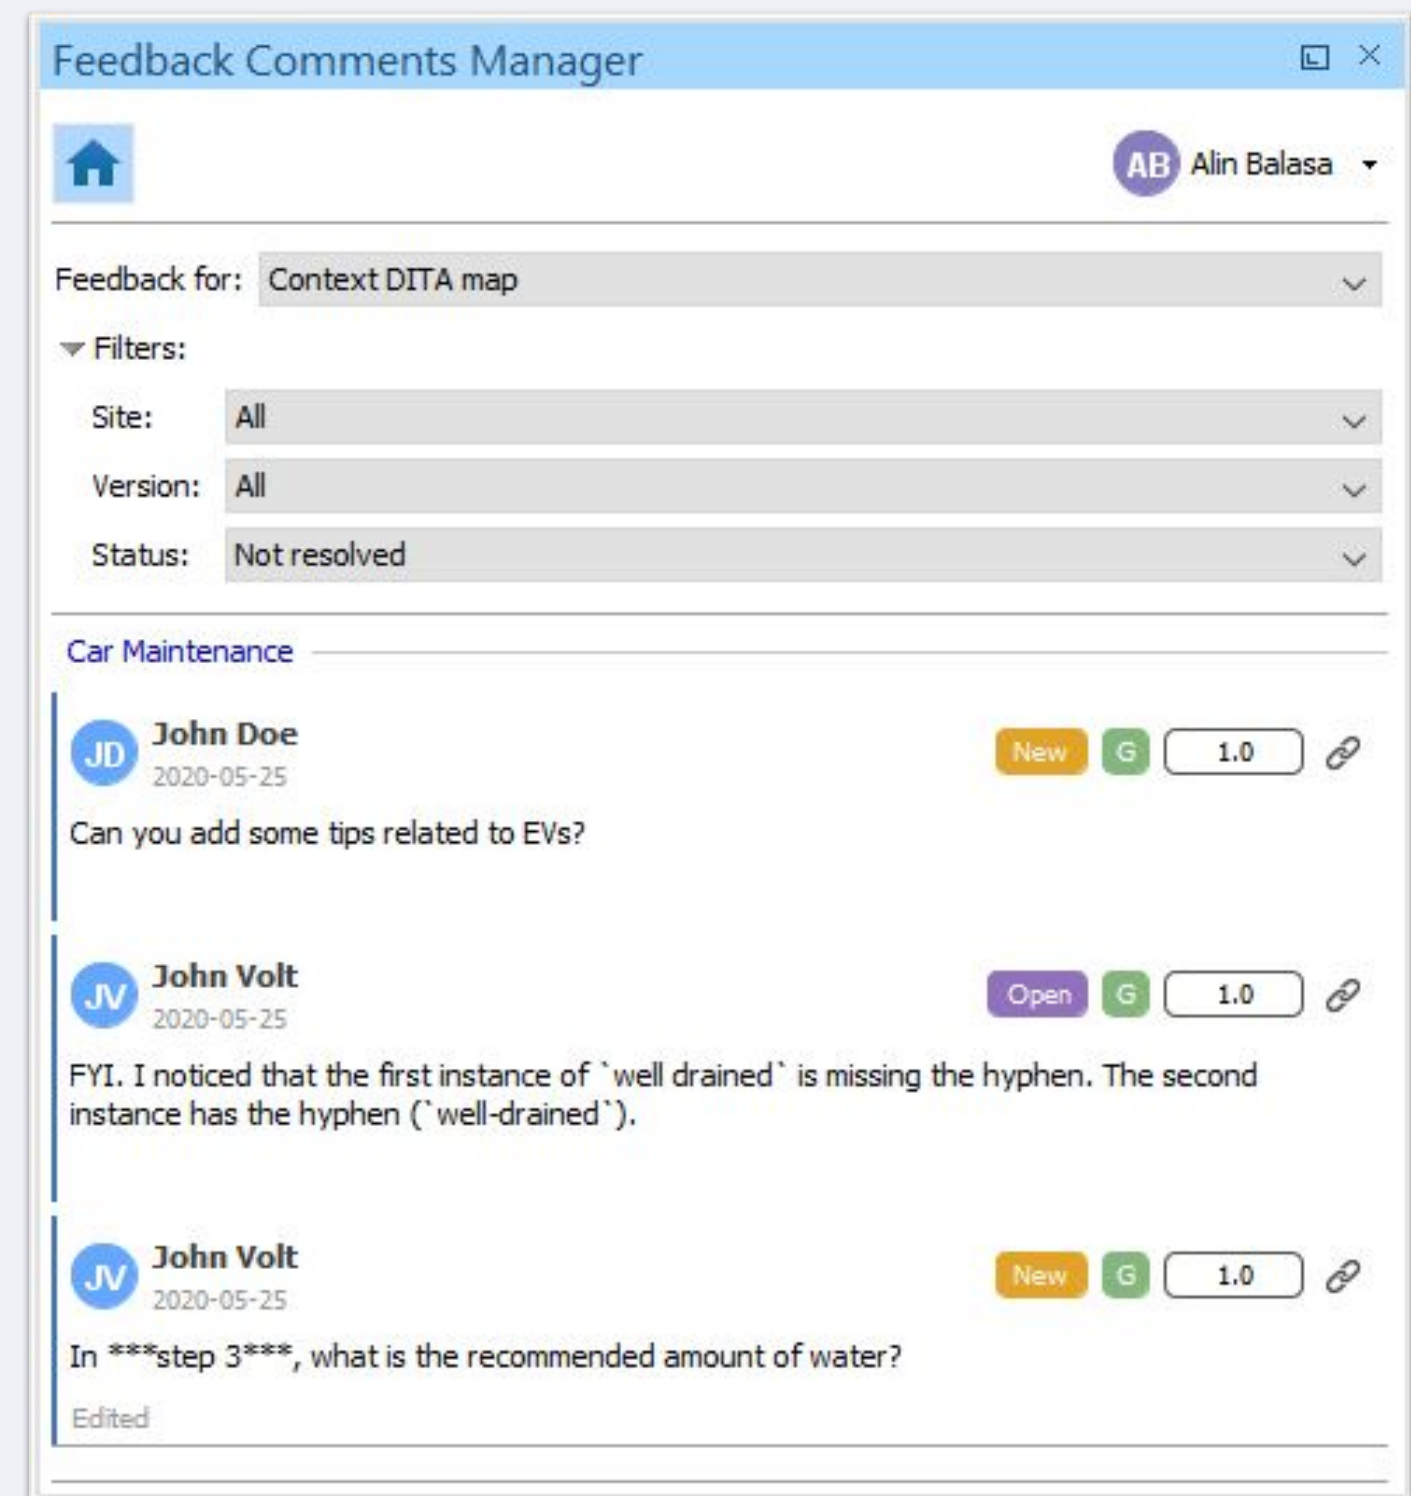 Feedback Comments Manager
AB Alin Balasa
Feedback for: Context DITA map
Filters:
Site: All
Version: All
Status: Not resolved
Car Maintenance
JD John Doe New G 1.0
2020-05-25
Can you add some tips related to EVs?
JV John Volt Open G 1.0
2020-05-25
FYI. I noticed that the first instance of `well drained` is missing the hyphen. The second
instance has the hyphen (`well-drained`).
JV John Volt New G 1.0
2020-05-25
In ***step 3***, what is the recommended amount of water?
Edited